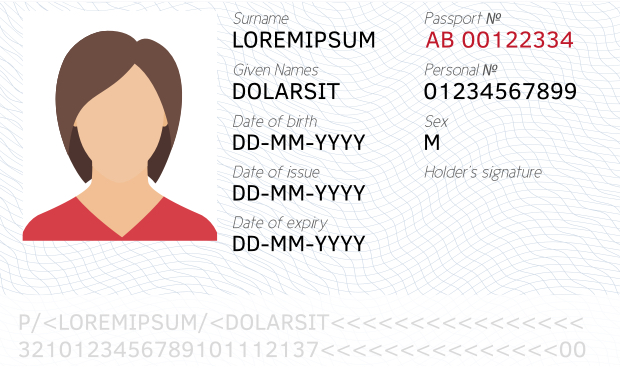 Surname
LOREMIPSUM
Passport №
AB 00122334
Given Names
DOLARSIT
Personal №
01234567899
Date of birth
DD-MM-YYYY
Sex
M
Date of issue
DD-MM-YYYY
Holder's signature
Date of expiry
DD-MM-YYYY
P/<LOREMIPSUM/<DOLARSIT<<<<<<<<<<<<<<<<<
3210123456789101112137<<<<<<<<<<<<<<<<00